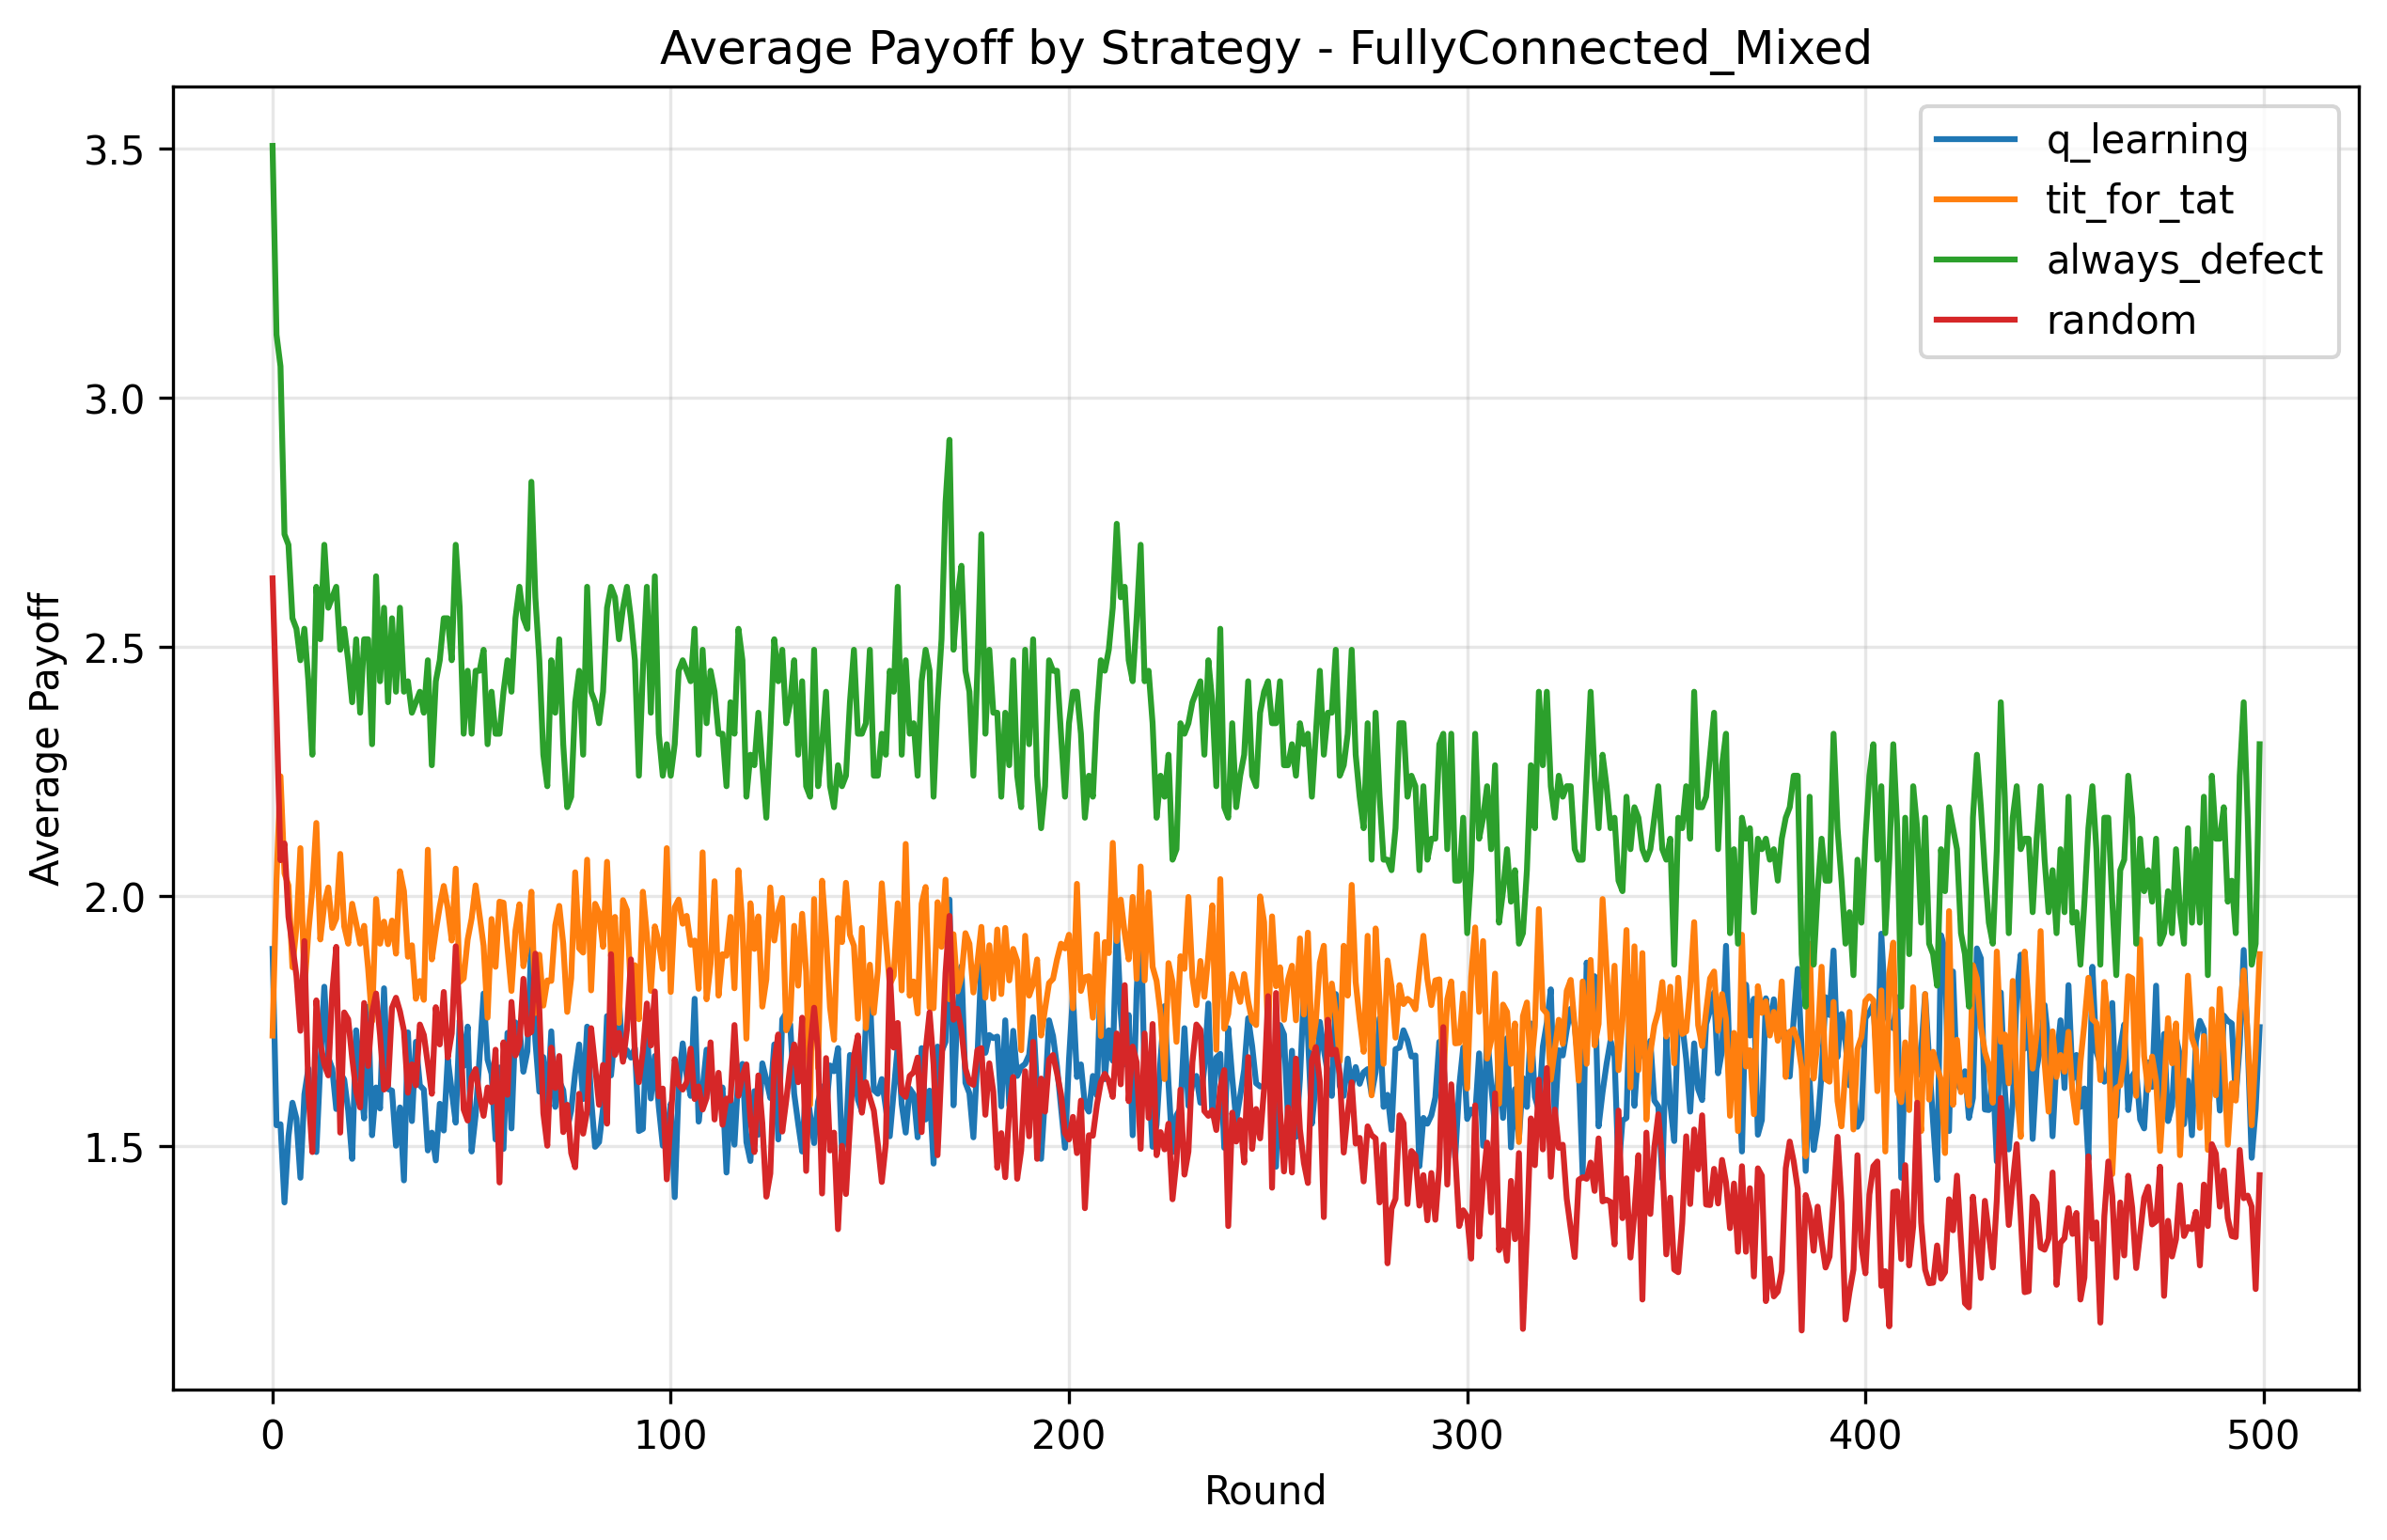 Average Payoff by Strategy - FullyConnected_Mixed
q_learning
tit_for_tat
always_defect
random
3.5
3.0
2.5
2.0
1.5
Average Payoff
0 100 200 300 400 500
Round